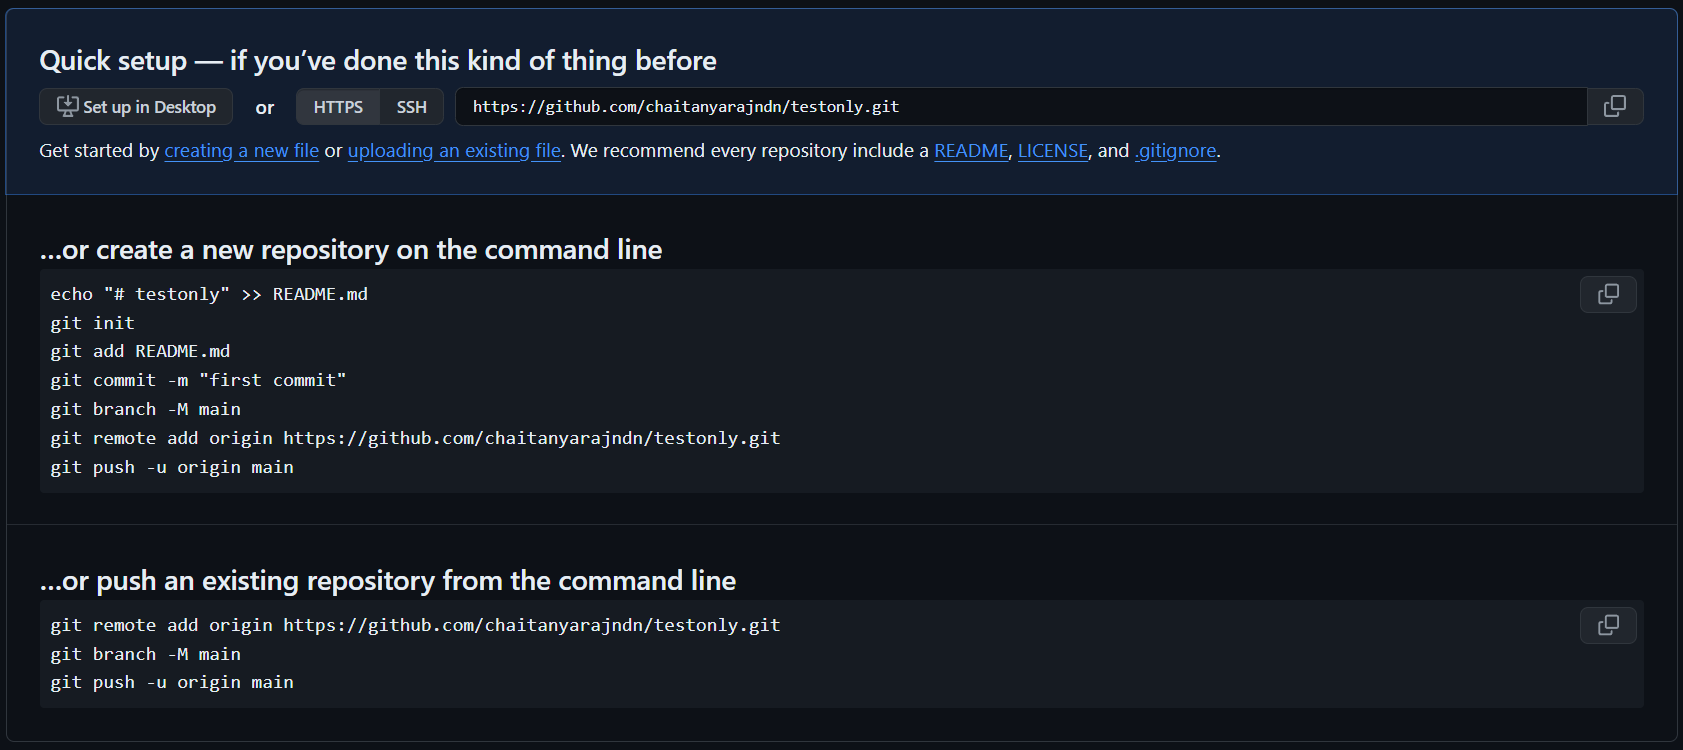 Quick setup — if you’ve done this kind of thing before
Set up in Desktop or HTTPS SSH https://github.com/chaitanyarajndn/testonly.git
Get started by creating a new file or uploading an existing file. We recommend every repository include a README, LICENSE, and .gitignore.
…or create a new repository on the command line
echo "# testonly" >> README.md
git init
git add README.md
git commit -m "first commit"
git branch -M main
git remote add origin https://github.com/chaitanyarajndn/testonly.git
git push -u origin main
…or push an existing repository from the command line
git remote add origin https://github.com/chaitanyarajndn/testonly.git
git branch -M main
git push -u origin main